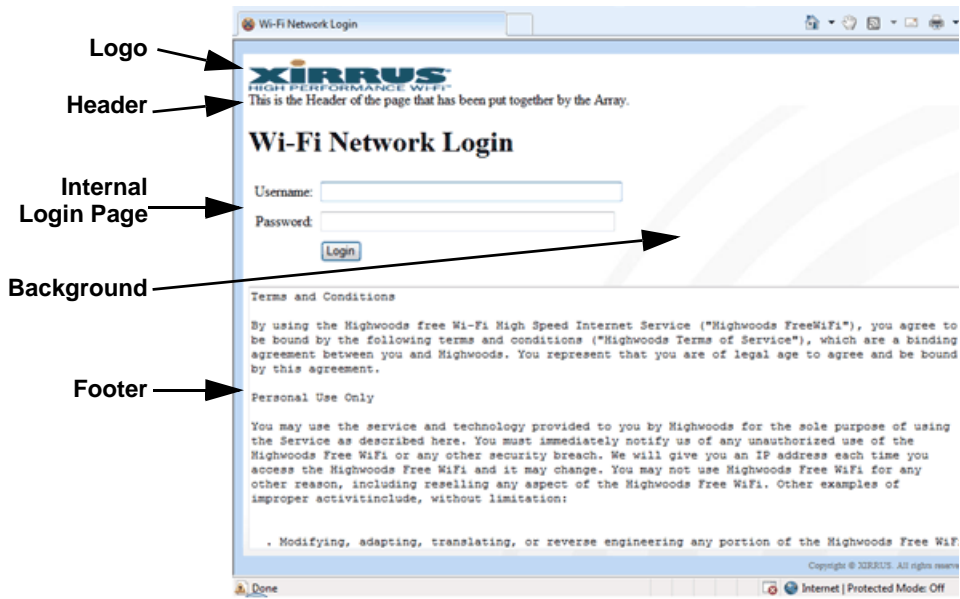 Wi-Fi Network Login
Logo
XIRRUS
HIGH PERFORMANCE WI-FI
Header
This is the Header of the page that has been put together by the Array.
Wi-Fi Network Login
Internal
Login Page
Username:
Password:
Login
Background
Terms and Conditions
By using the Highwoods free Wi-Fi High Speed Internet Service ("Highwoods FreeWiFi"), you agree to
be bound by the following terms and conditions ("Highwoods Terms of Service"), which are a binding
agreement between you and Highwoods. You represent that you are of legal age to agree and be bound
by this agreement.
Footer
Personal Use Only
You may use the service and technology provided to you by Highwoods for the sole purpose of using
the Service as described here. You must immediately notify us of any unauthorized use of the
Highwoods Free WiFi or any other security breach. We will give you an IP address each time you
access the Highwoods Free WiFi and it may change. You may not use Highwoods Free WiFi for any
other reason, including reselling any aspect of the Highwoods Free WiFi. Other examples of
improper activitinclude, without limitation:
. Modifying, adapting, translating, or reverse engineering any portion of the Highwoods Free WiF
Copyright © XIRRUS. All rights reserve
Done
Internet | Protected Mode: Off